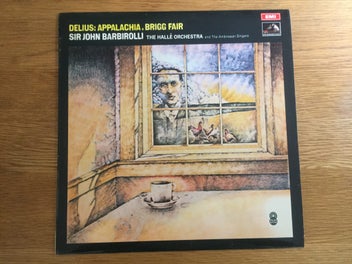 DELIUS: APPALACHIA . BRIGG FAIR
EMI
SIR JOHN BARBIROLLI THE HALLÉ ORCHESTRA and The Ambrosian Singers